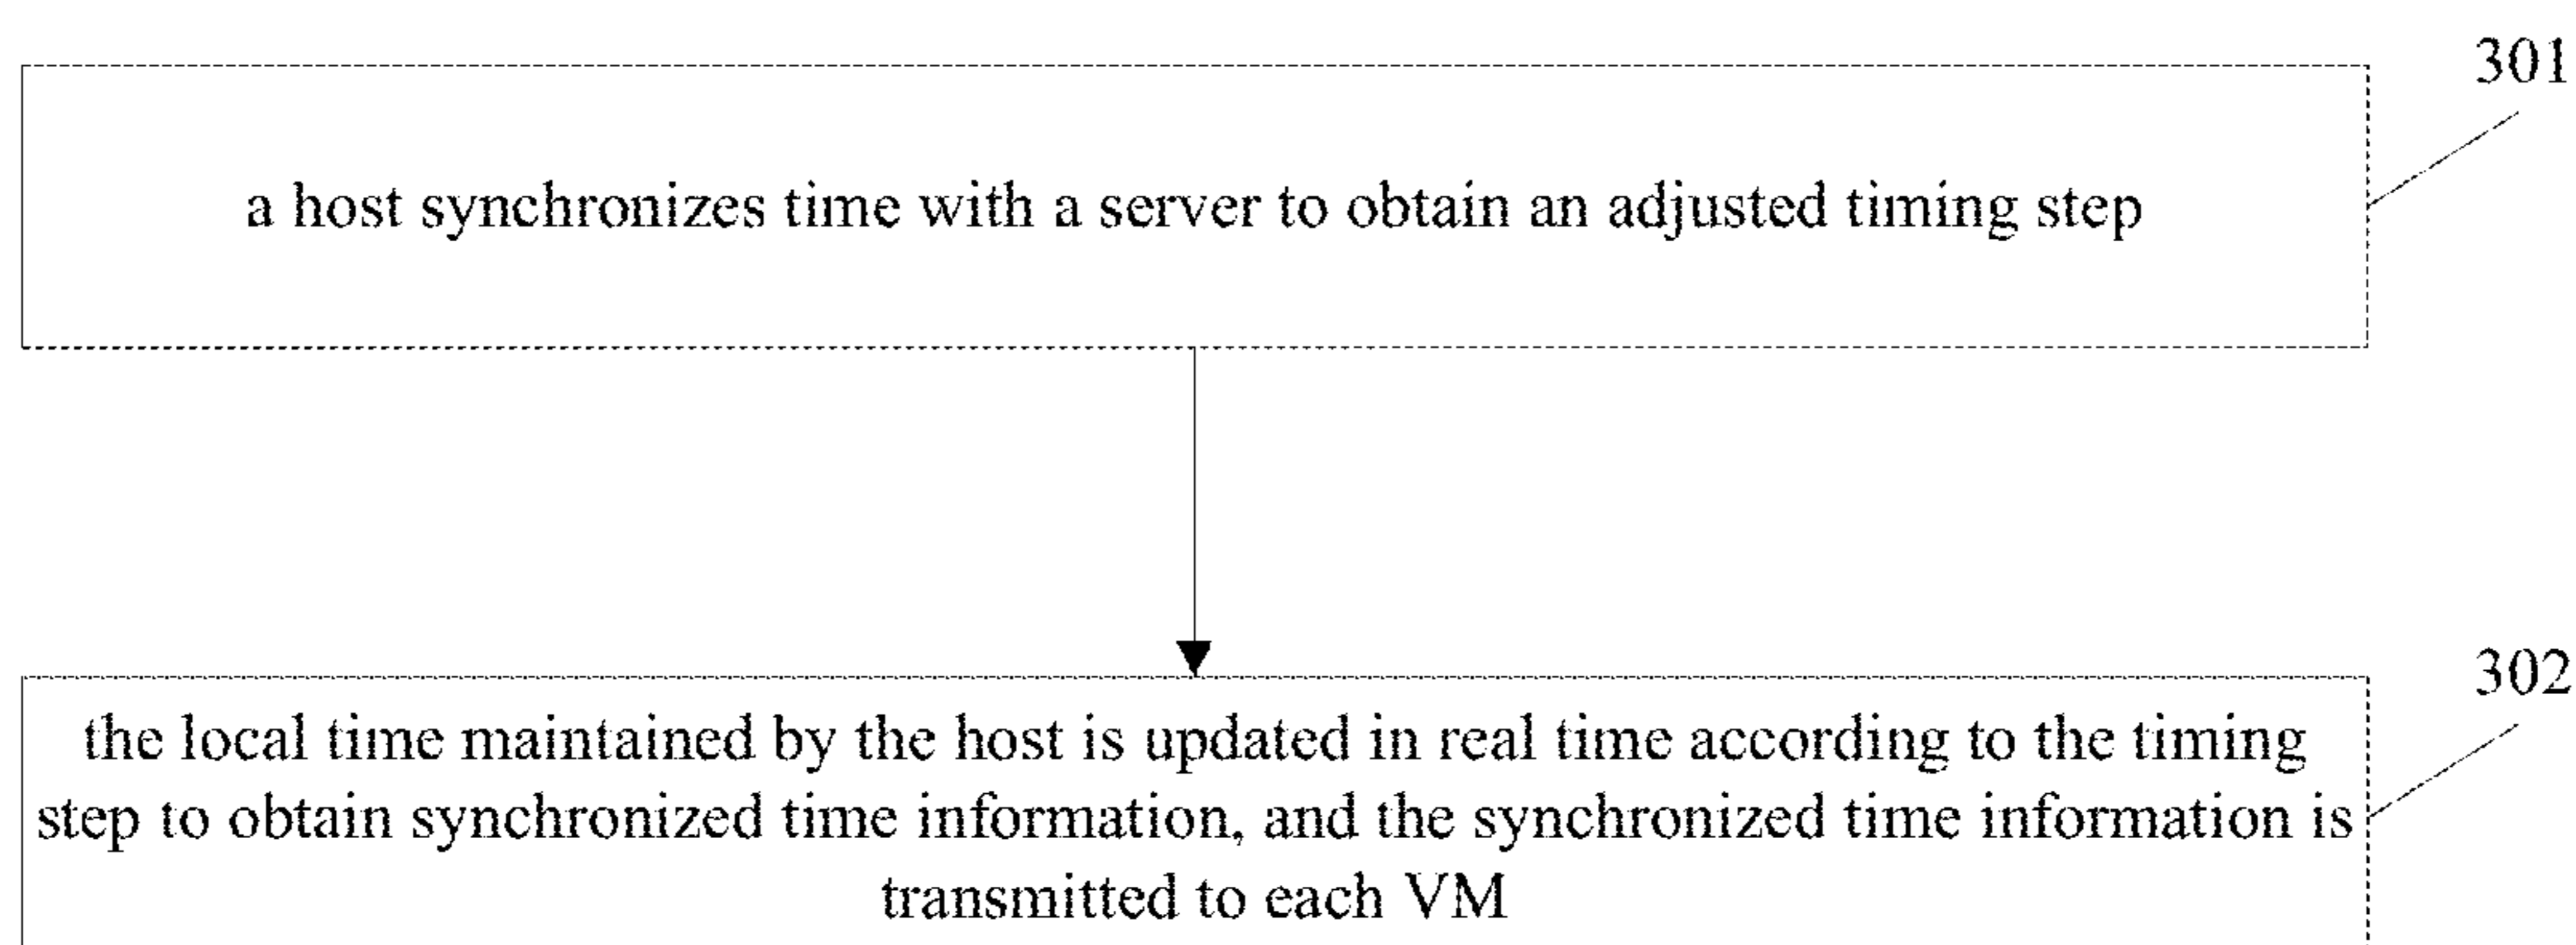 301
a host synchronizes time with a server to obtain an adjusted timing step
302
the local time maintained by the host is updated in real time according to the timing
step to obtain synchronized time information, and the synchronized time information is
transmitted to each VM